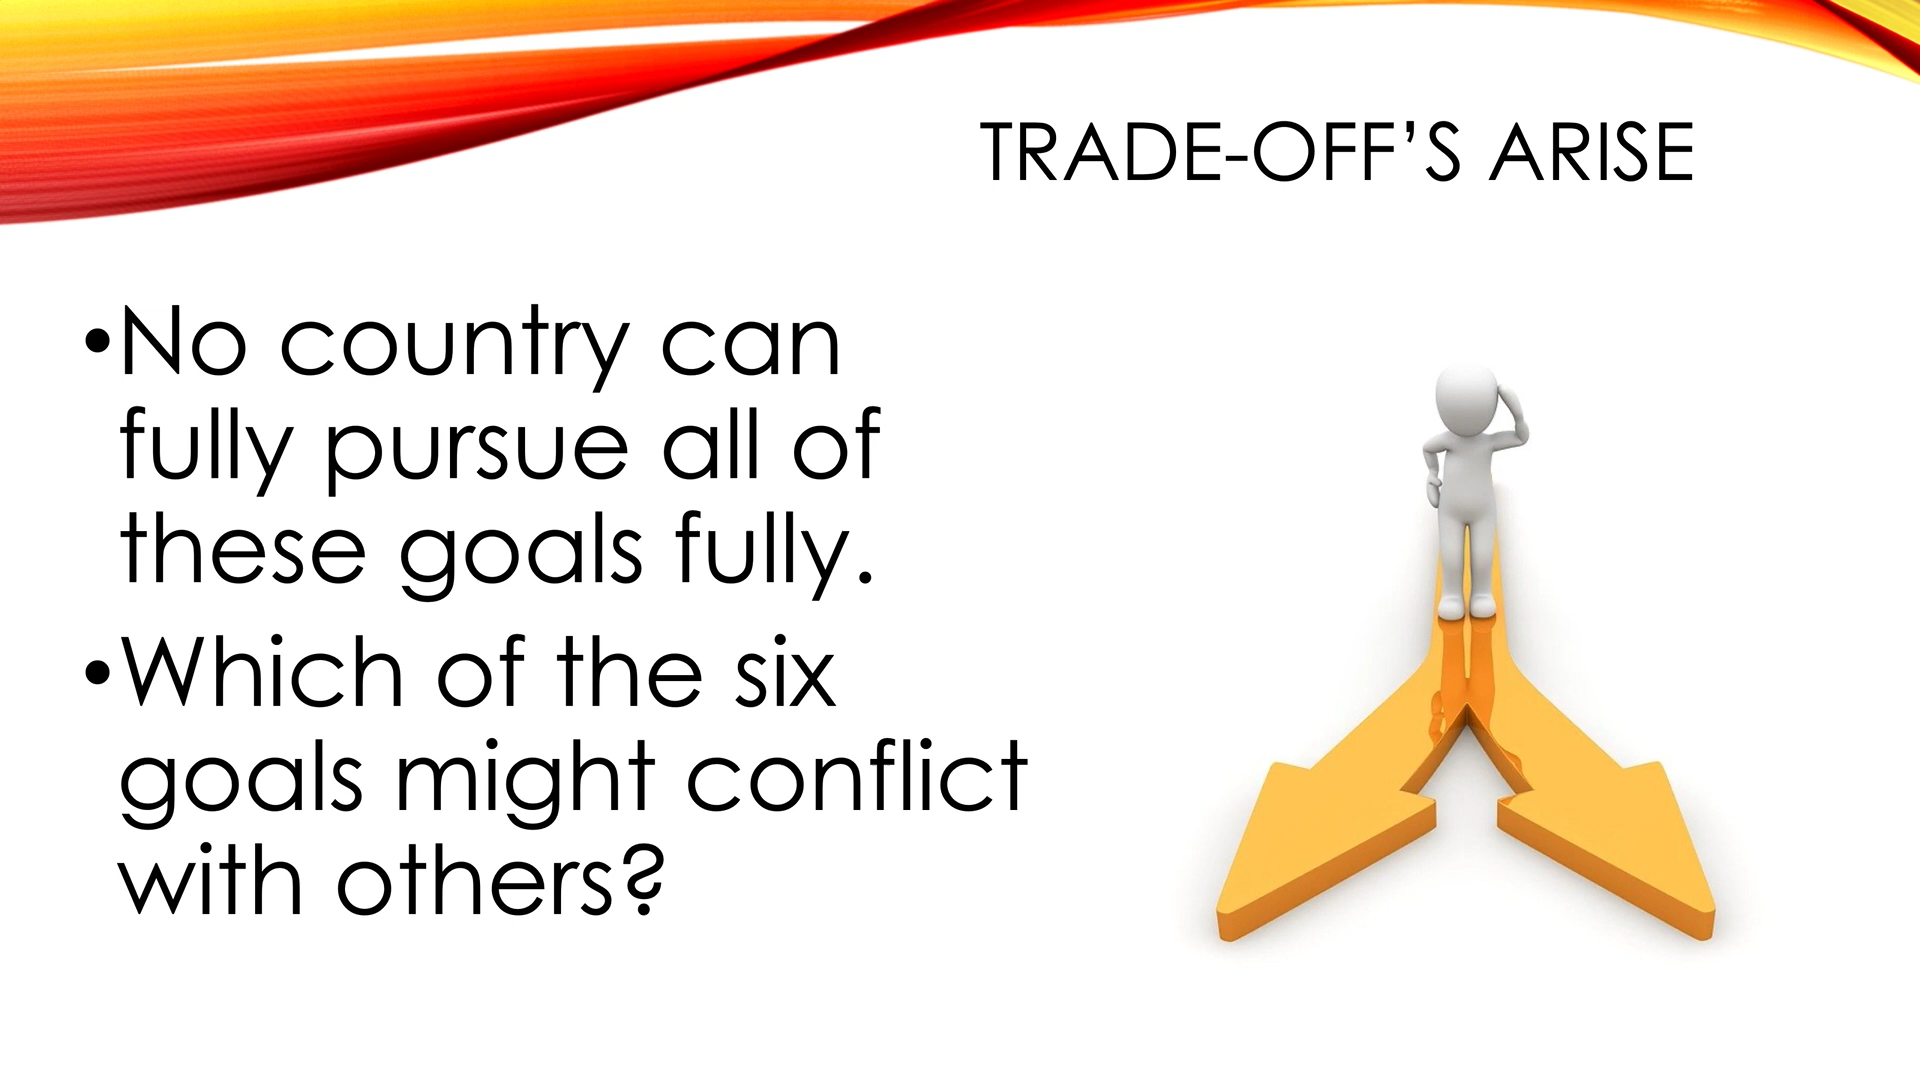 TRADE-OFF’S ARISE
•No country can
fully pursue all of
these goals fully.
•Which of the six
goals might conflict
with others?